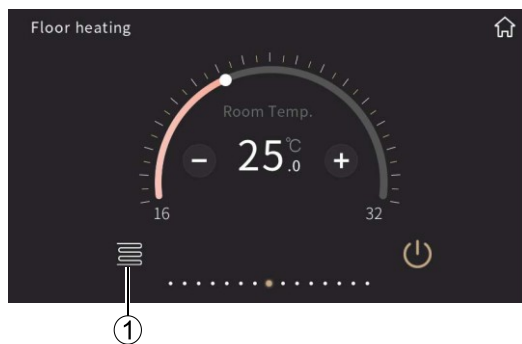 Floor heating
Room Temp.
25.0 ℃
16
32
1